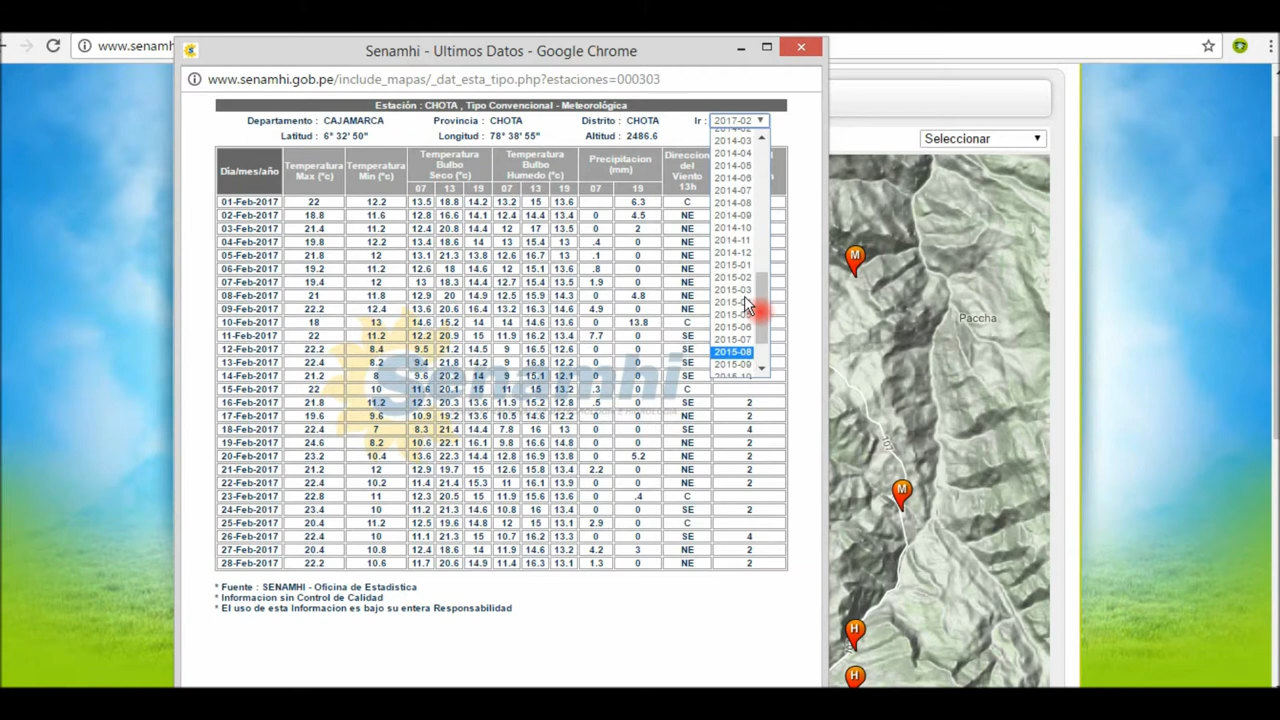 www.senamh
Senamhi - Ultimos Datos - Google Chrome
www.senamhi.gob.pe/include_mapas/_dat_esta_tipo.php?estaciones=000303
Estación : CHOTA , Tipo Convencional - Meteorológica
Departamento : CAJAMARCA Provincia : CHOTA Distrito : CHOTA Ir : 2017-02
Latitud : 6° 32' 50" Longitud : 78° 38' 55" Altitud : 2486.6
Seleccionar
Día/mes/año Temperatura Max (°c) Temperatura Min (°c) Temperatura Bulbo Seco (°c) Temperatura Bulbo Humedo (°c) Precipitacion (mm) Direccion del Viento 13h
07 13 19 07 13 19 07 19
01-Feb-2017 22 12.2 13.5 18.8 14.2 13.2 15 13.6 6.3 C
02-Feb-2017 18.8 11.6 12.8 16.6 14.1 12.4 14.4 13.4 0 4.5 NE
03-Feb-2017 21.4 11.2 12.4 20.8 14.4 12 17 13.5 0 2 NE
04-Feb-2017 19.8 12.2 13.4 18.6 14 13 15.4 13 .4 0 NE
05-Feb-2017 21.8 12 13.1 21.3 13.8 12.6 16.7 13 .1 0 NE
06-Feb-2017 19.2 11.2 12.6 18 14.6 12 15.1 13.6 .8 0 NE
07-Feb-2017 19.4 12 13 18.3 14.4 12.7 15.4 13.5 1.9 0 NE
08-Feb-2017 21 11.8 12.9 20 14.9 12.5 15.9 14.3 0 4.8 NE
09-Feb-2017 22.2 12.4 13.6 20.6 16.4 13.2 16.3 14.6 4.9 0 NE
10-Feb-2017 18 13 14.6 15.2 14 14 14.6 13.6 0 13.8 C
11-Feb-2017 22 11.2 12.2 20.9 15 11.9 16.2 13.4 7.7 0 SE
12-Feb-2017 22.2 8.4 9.5 21.2 14.5 9 16.5 12.6 0 0 SE
13-Feb-2017 22.4 8.2 9.4 21.8 14.2 9 16.8 12.2 0 0 SE
14-Feb-2017 21.2 8 9.6 20.2 14 9 15.1 12.1 0 0 SE
15-Feb-2017 22 10 11.6 20.1 15 11 15 13.2 .3 0 C
16-Feb-2017 21.8 11.2 12.3 20.3 13.6 11.9 15.2 12.8 .5 0 SE 2
17-Feb-2017 19.6 9.6 10.9 19.2 13.6 10.5 14.6 12.2 0 0 NE 2
18-Feb-2017 22.4 7 8.3 21.4 14.4 7.8 16 13 0 0 SE 4
19-Feb-2017 24.6 8.2 10.6 22.1 16.1 9.8 16.6 14.8 0 0 NE 2
20-Feb-2017 23.2 10.4 13.6 22.3 14.4 12.8 16.9 13.8 0 5.2 NE 2
21-Feb-2017 21.2 12 12.9 19.7 15 12.6 15.8 13.4 2.2 0 NE 2
22-Feb-2017 22.4 10.2 11.4 21.4 15.3 11 16.1 13.9 0 0 NE 2
23-Feb-2017 22.8 11 12.3 20.5 15 11.9 15.6 13.6 0 .4 C
24-Feb-2017 23.4 10 11.2 21.3 14.6 10.9 16 13.3 0 0 SE 2
25-Feb-2017 20.4 11.2 12.5 19.6 14.8 12 15 13.1 2.9 0 C
26-Feb-2017 22.4 10 11.1 21.3 15 10.7 16.2 13.3 0 0 SE 4
27-Feb-2017 20.4 10.8 12.4 18.6 14 11.9 14.6 13.2 4.2 3 NE 2
28-Feb-2017 22.2 10.6 11.7 20.6 14.9 11.4 16.3 13.1 1.3 0 NE 2
2014-03
2014-04
2014-05
2014-06
2014-07
2014-08
2014-09
2014-10
2014-11
2014-12
2015-01
2015-02
2015-03
2015-06
2015-07
2015-08
2015-09
2015-10
Senamhi
* Fuente : SENAMHI - Oficina de Estadistica
* Informacion sin Control de Calidad
* El uso de esta Informacion es bajo su entera Responsabilidad
M
Paccha
107
M
H
H